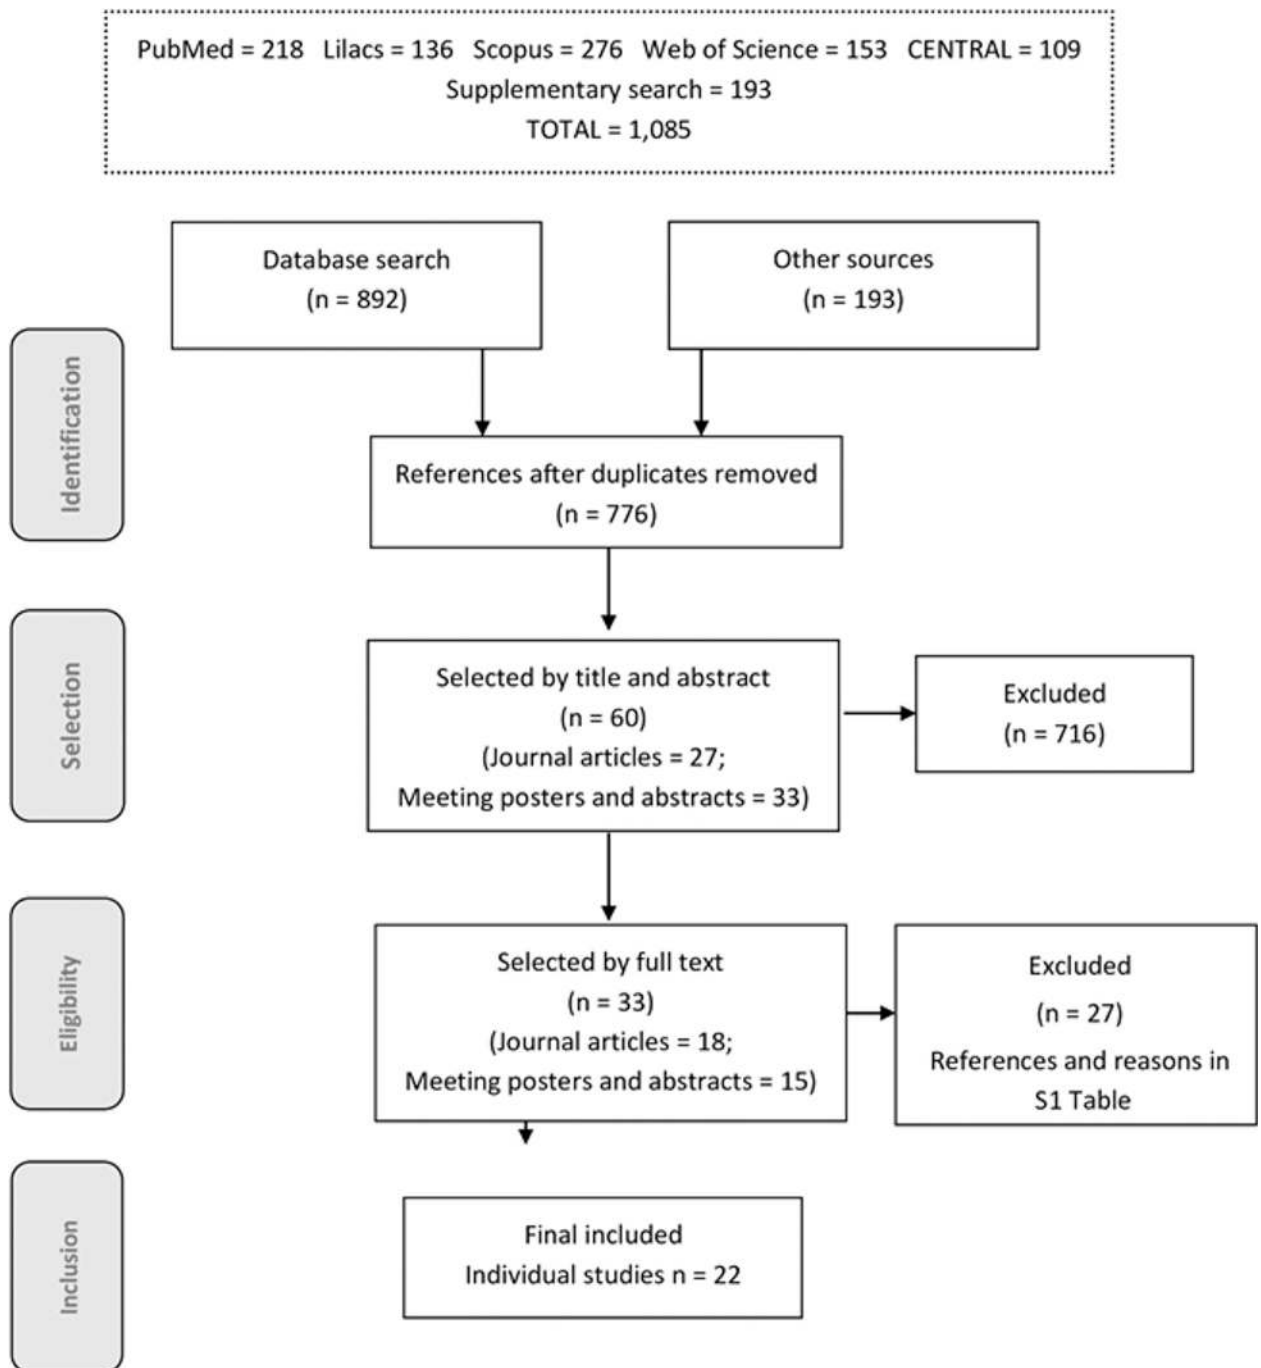 PubMed = 218   Lilacs = 136   Scopus = 276   Web of Science = 153   CENTRAL = 109
Supplementary search = 193
TOTAL = 1,085
Database search
(n = 892)
Other sources
(n = 193)
Identification
References after duplicates removed
(n = 776)
Selection
Selected by title and abstract
(n = 60)
(Journal articles = 27;
Meeting posters and abstracts = 33)
Excluded
(n = 716)
Eligibility
Selected by full text
(n = 33)
(Journal articles = 18;
Meeting posters and abstracts = 15)
Excluded
(n = 27)
References and reasons in
S1 Table
Inclusion
Final included
Individual studies n = 22